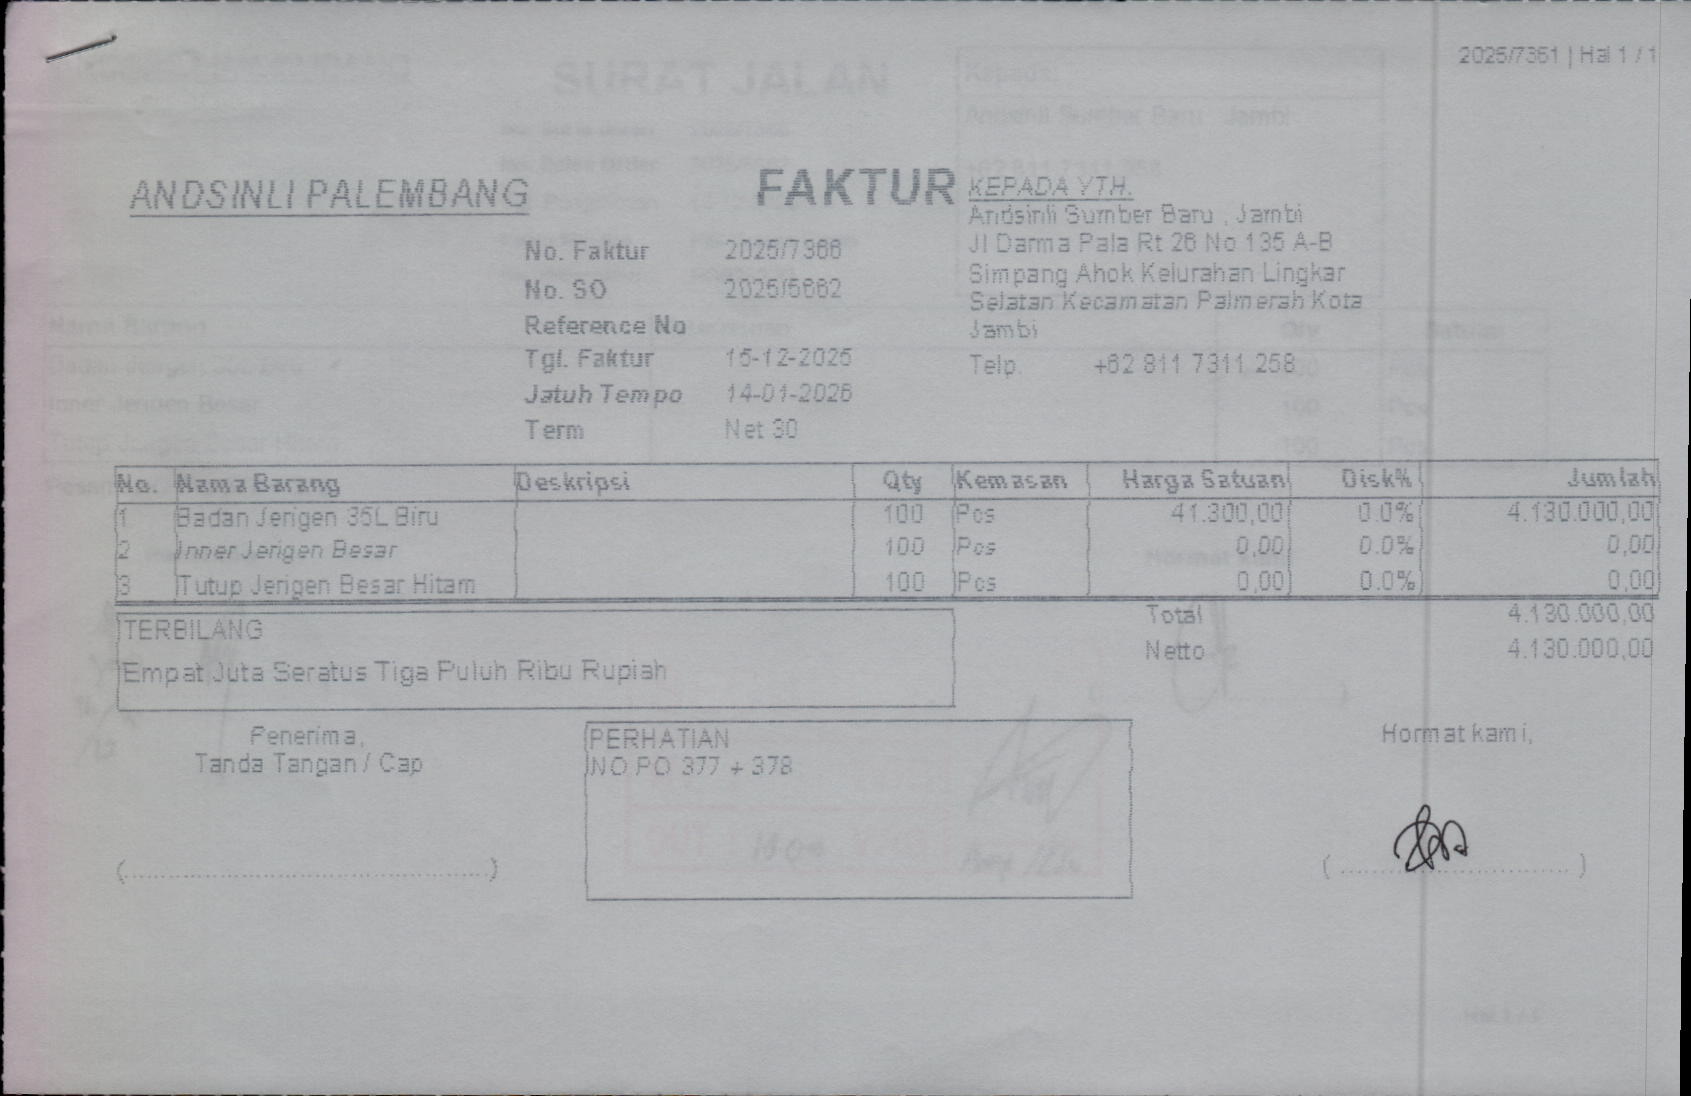 2025/7351 | Hal 1 / 1
SURAT JALAN
ANDSINLI PALEMBANG
FAKTUR
KEPADA YTH.
Andsinli Sumber Baru , Jambi
Jl Darma Pala Rt 26 No 135 A-B
Simpang Ahok Kelurahan Lingkar
Selatan Kecamatan Palmerah Kota
Jambi
Telp. +62 811 7311 258
No. Faktur 2025/7366
No. SO 2025/5662
Reference No
Tgl. Faktur 15-12-2025
Jatuh Tempo 14-01-2026
Term Net 30
No. Nama Barang Deskripsi Qty Kemasan Harga Satuan Disk% Jumlah
1 Badan Jerigen 35L Biru 100 Pcs 41.300,00 0.0% 4.130.000,00
2 Inner Jerigen Besar 100 Pcs 0,00 0.0% 0,00
3 Tutup Jerigen Besar Hitam 100 Pcs 0,00 0.0% 0,00
Total 4.130.000,00
Netto 4.130.000,00
TERBILANG
Empat Juta Seratus Tiga Puluh Ribu Rupiah
Penerima,
Tanda Tangan / Cap
PERHATIAN
NO PO 377 + 378
Hormat kami,